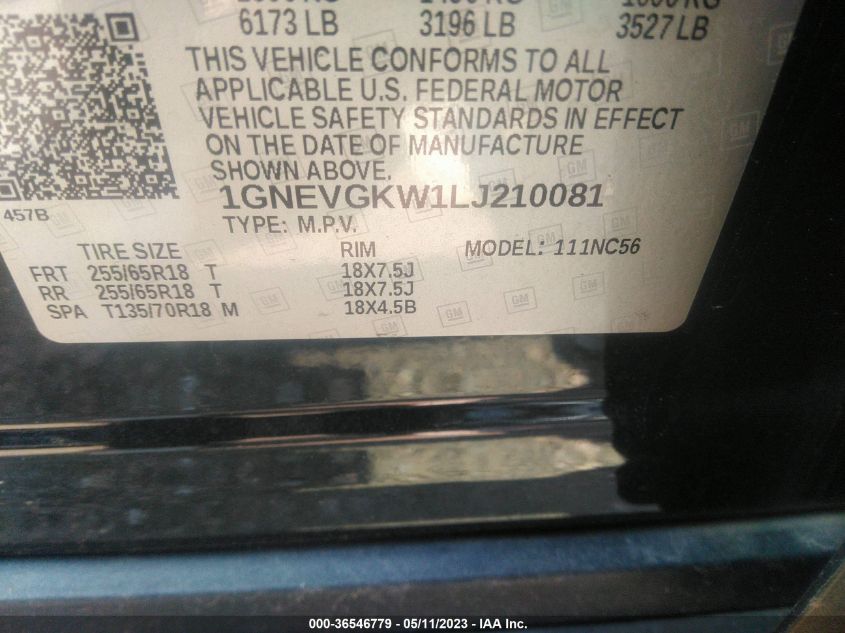 6173 LB 3196 LB 3527 LB
THIS VEHICLE CONFORMS TO ALL
APPLICABLE U.S. FEDERAL MOTOR
VEHICLE SAFETY STANDARDS IN EFFECT
ON THE DATE OF MANUFACTURE
SHOWN ABOVE.
1GNEVGKW1LJ210081
457B
TYPE: M.P.V.
TIRE SIZE RIM MODEL: 111NC56
FRT 255/65R18 T 18X7.5J
RR 255/65R18 T 18X7.5J
SPA T135/70R18 M 18X4.5B
000-36546779 - 05/11/2023 - IAA Inc.